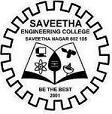 SAVEETHA
ENGINEERING COLLEGE
SAVEETHA NAGAR 602 105
BE THE BEST
2001